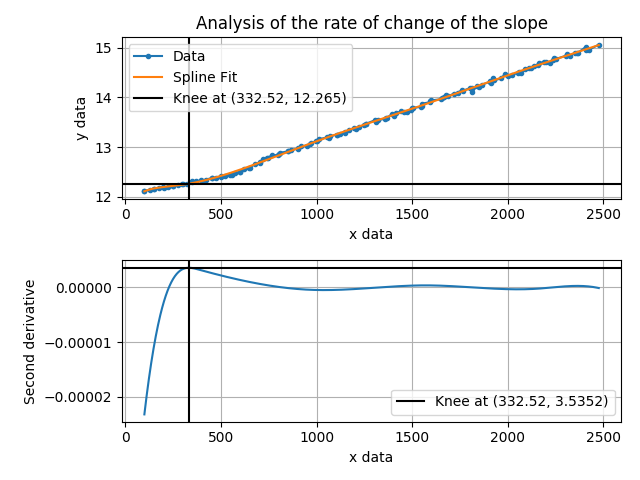 Analysis of the rate of change of the slope
15
14
13
12
y data
Data
Spline Fit
Knee at (332.52, 12.265)
0 500 1000 1500 2000 2500
x data
0.00000
−0.00001
−0.00002
Second derivative
Knee at (332.52, 3.5352)
0 500 1000 1500 2000 2500
x data